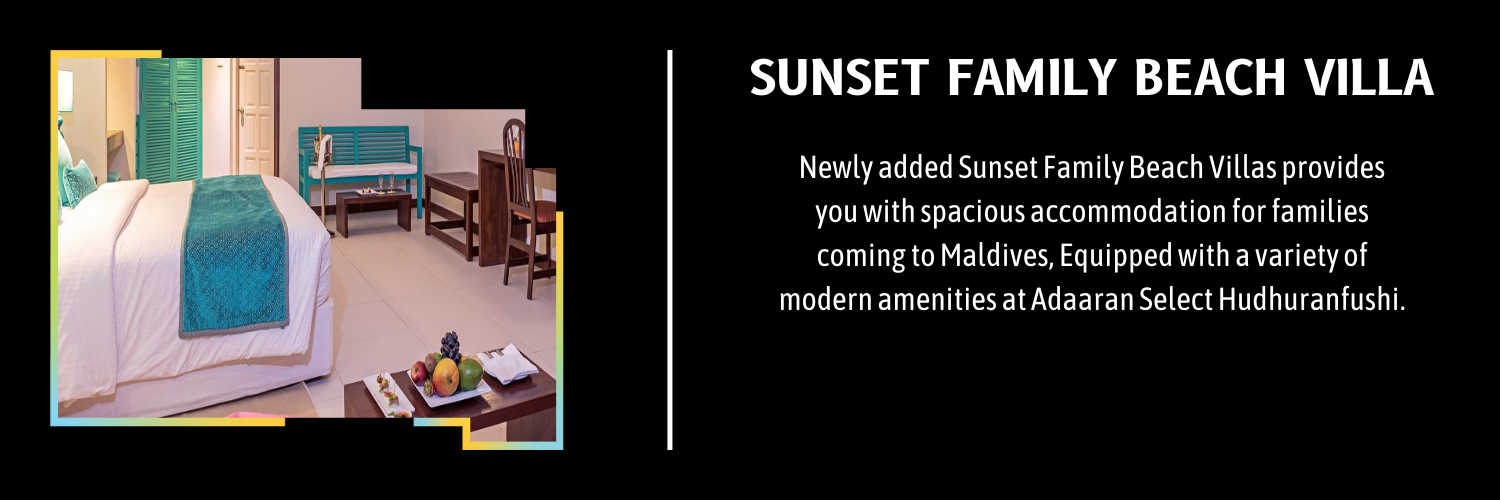 SUNSET FAMILY BEACH VILLA
Newly added Sunset Family Beach Villas provides
you with spacious accommodation for families
coming to Maldives, Equipped with a variety of
modern amenities at Adaaran Select Hudhuranfushi.